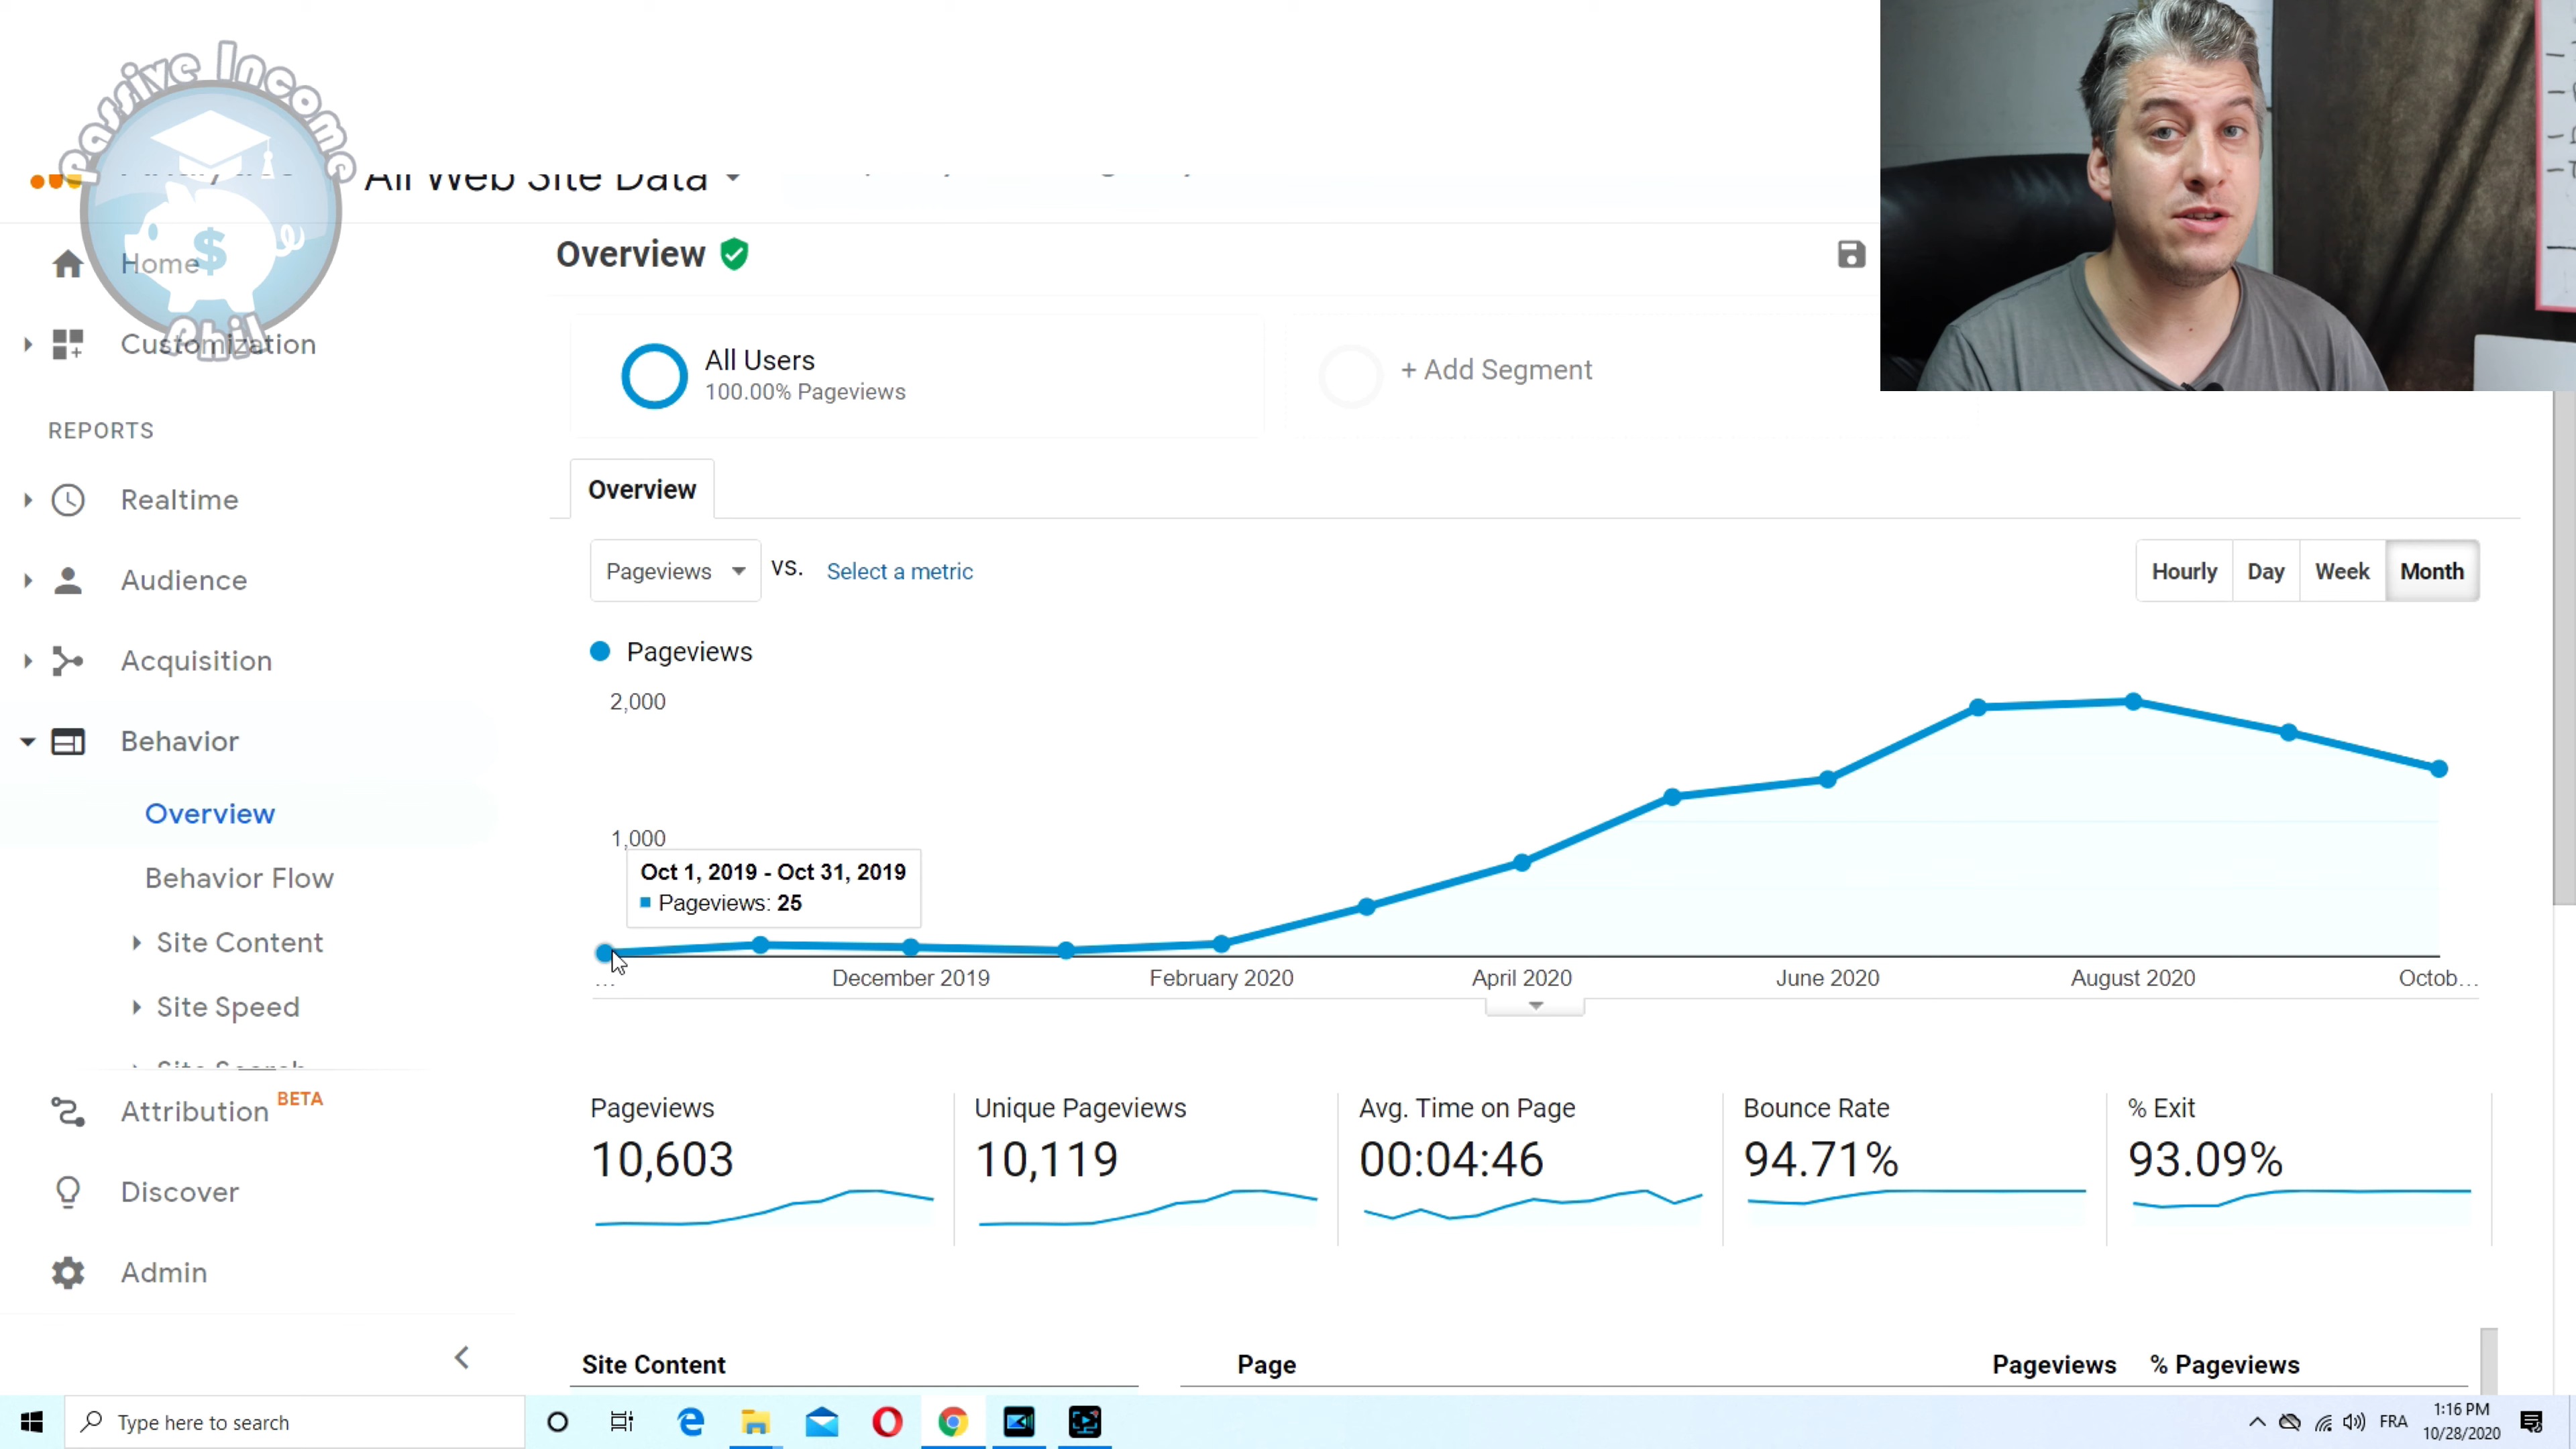 Passive Income
Phil
$
All Web Site Data
Home
Customization
REPORTS
Realtime
Audience
Acquisition
Behavior
Overview
Behavior Flow
Site Content
Site Speed
Site Search
Attribution BETA
Discover
Admin
Overview
All Users
100.00% Pageviews
+ Add Segment
Overview
Pageviews VS. Select a metric
Hourly Day Week Month
Pageviews
2,000
1,000
Oct 1, 2019 - Oct 31, 2019
Pageviews: 25
... December 2019 February 2020 April 2020 June 2020 August 2020 Octob...
Pageviews
10,603
Unique Pageviews
10,119
Avg. Time on Page
00:04:46
Bounce Rate
94.71%
% Exit
93.09%
Site Content
Page Pageviews % Pageviews
Type here to search
FRA
1:16 PM
10/28/2020